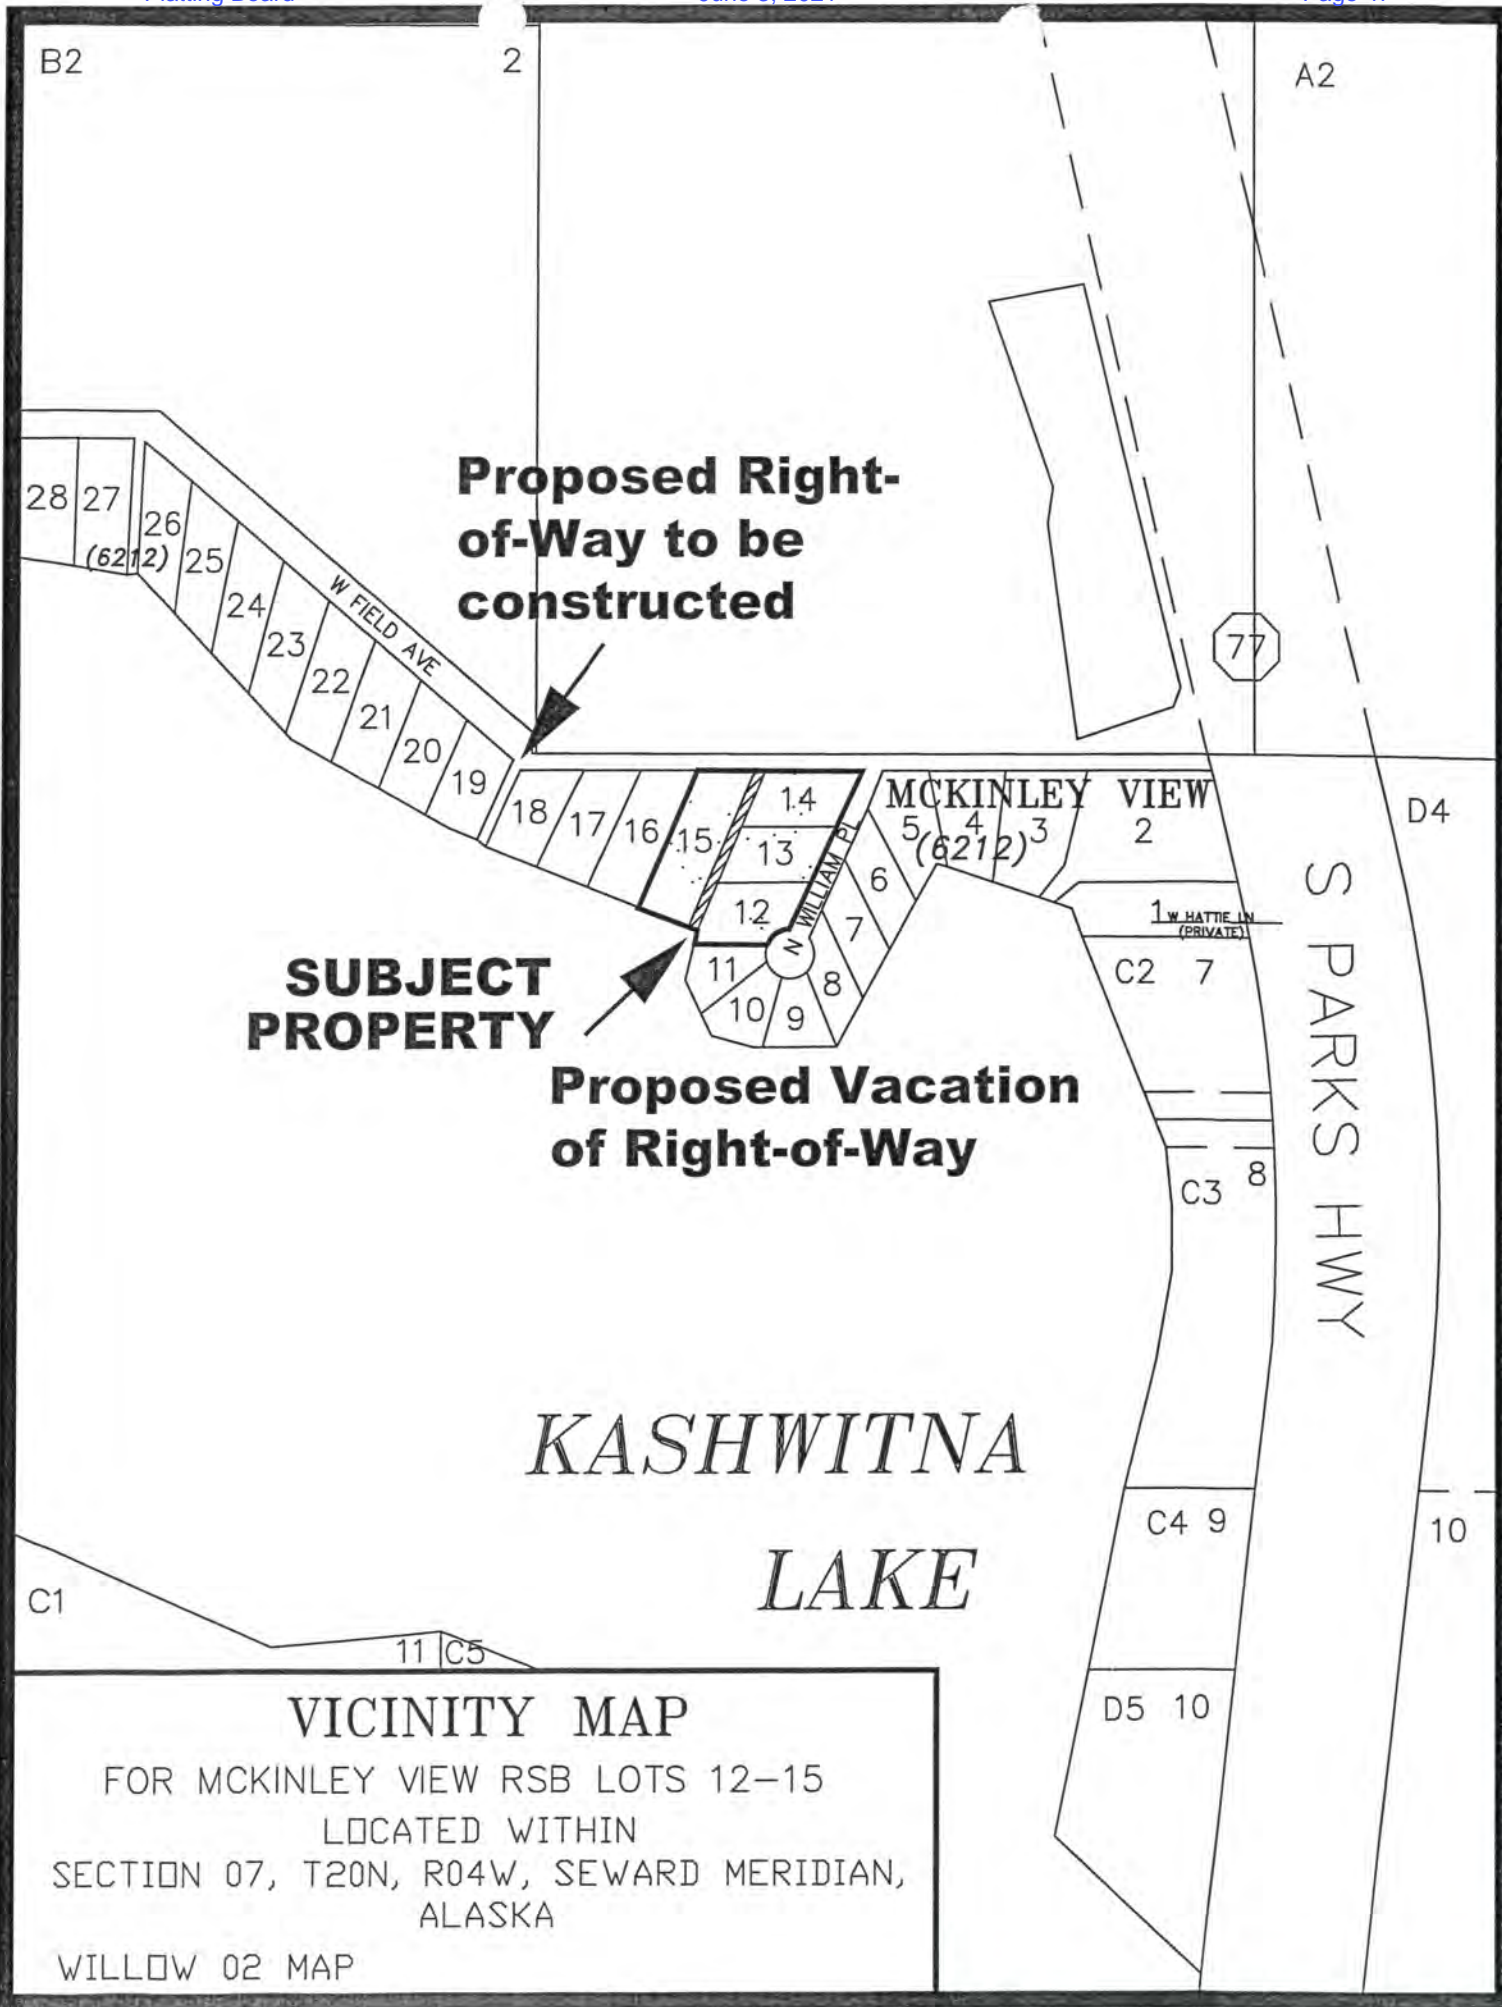 B2
2
A2
Proposed Right-
of-Way to be
constructed
28
27
(6212)
26
25
24
23
22
21
20
19
W FIELD AVE
77
18
17
16
15
14
13
12
N WILLIAM PL
MCKINLEY VIEW
5
4
3
2
(6212)
6
7
8
9
10
11
D4
1
W HATTIE LN
(PRIVATE)
C2 7
S PARKS HWY
SUBJECT
PROPERTY
Proposed Vacation
of Right-of-Way
C3 8
KASHWITNA
LAKE
C4 9
10
C1
11 C5
D5 10
VICINITY MAP
FOR MCKINLEY VIEW RSB LOTS 12-15
LOCATED WITHIN
SECTION 07, T20N, R04W, SEWARD MERIDIAN,
ALASKA
WILLOW 02 MAP